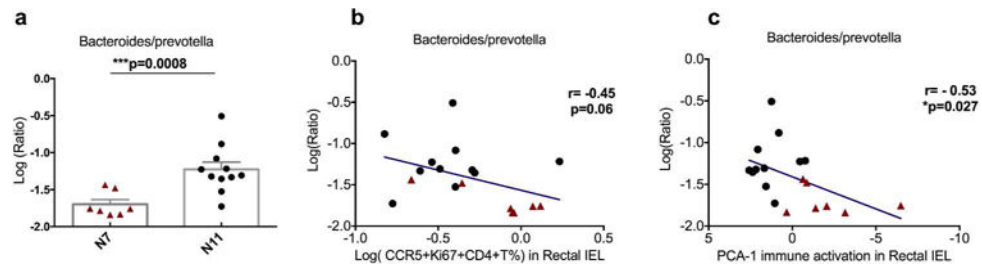 a
Bacteroides/prevotella
***p=0.0008
Log (Ratio)
0.0
-0.5
-1.0
-1.5
-2.0
N7
N11
b
Bacteroides/prevotella
r= -0.45
p=0.06
Log(Ratio)
0.0
-0.5
-1.0
-1.5
-2.0
-1.0
-0.5
0.0
0.5
Log( CCR5+Ki67+CD4+T%) in Rectal IEL
c
Bacteroides/prevotella
r= - 0.53
*p=0.027
Log(Ratio)
0.0
-0.5
-1.0
-1.5
-2.0
5
0
-5
-10
PCA-1 immune activation in Rectal IEL